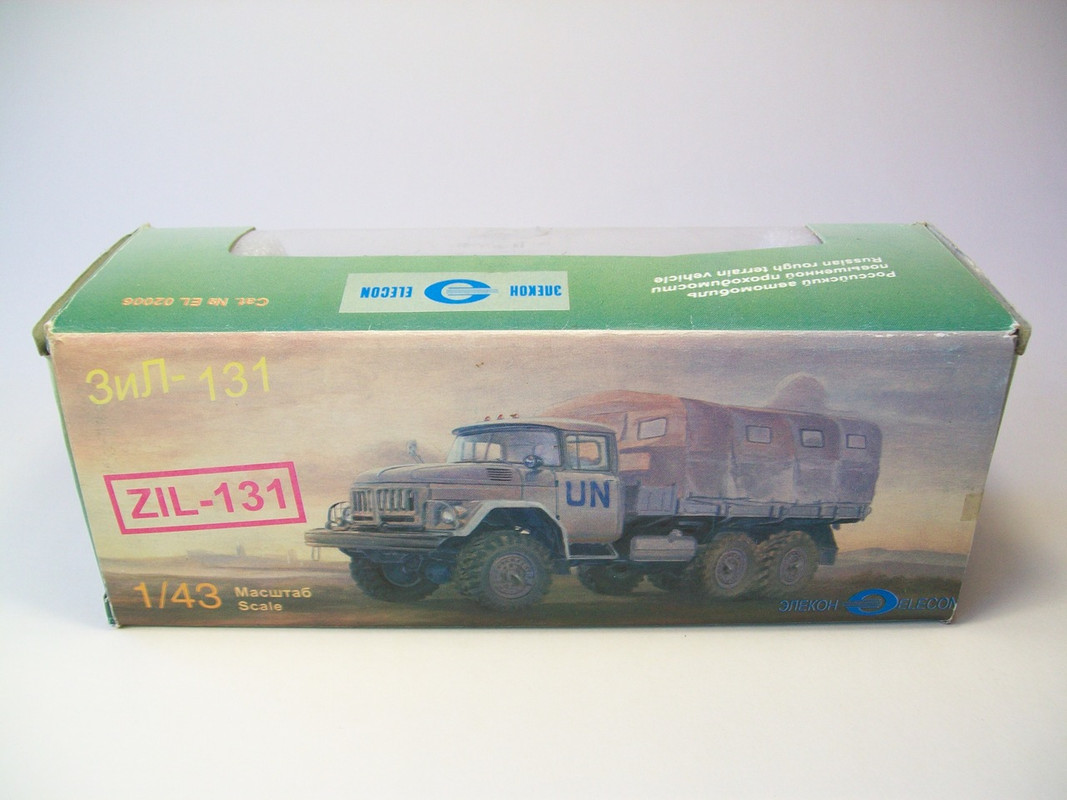 Российский автомобиль
повышенной проходимости
Russian rough terrain vehicle
ЭЛЕКОН ELECON
Cat. № EL 02006
ЗиЛ-131
ZIL-131
UN
1/43 Масштаб
Scale
ЭЛЕКОН ELECON